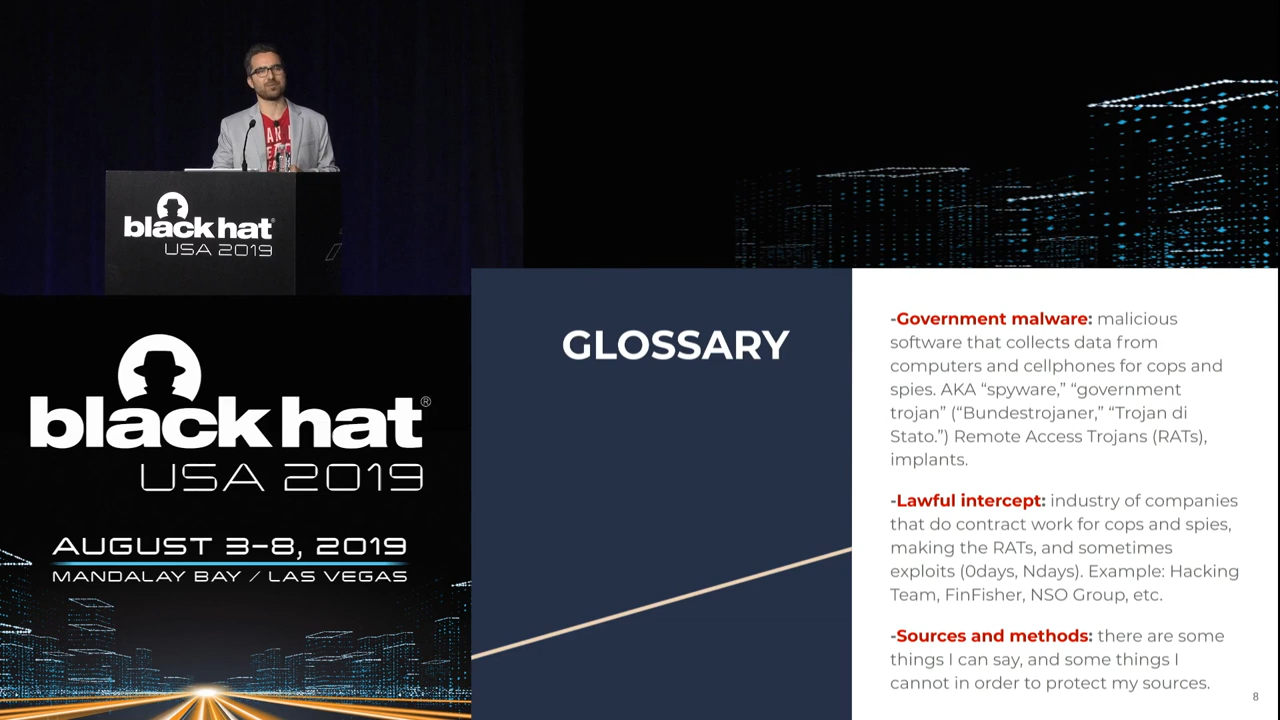 AN I
black hat®
USA 2019
black hat®
USA 2019
AUGUST 3-8, 2019
MANDALAY BAY / LAS VEGAS
GLOSSARY
-Government malware: malicious
software that collects data from
computers and cellphones for cops and
spies. AKA “spyware,” “government
trojan” (“Bundestrojaner,” “Trojan di
Stato.”) Remote Access Trojans (RATs),
implants.
-Lawful intercept: industry of companies
that do contract work for cops and spies,
making the RATs, and sometimes
exploits (0days, Ndays). Example: Hacking
Team, FinFisher, NSO Group, etc.
-Sources and methods: there are some
things I can say, and some things I
cannot in order to protect my sources.
8